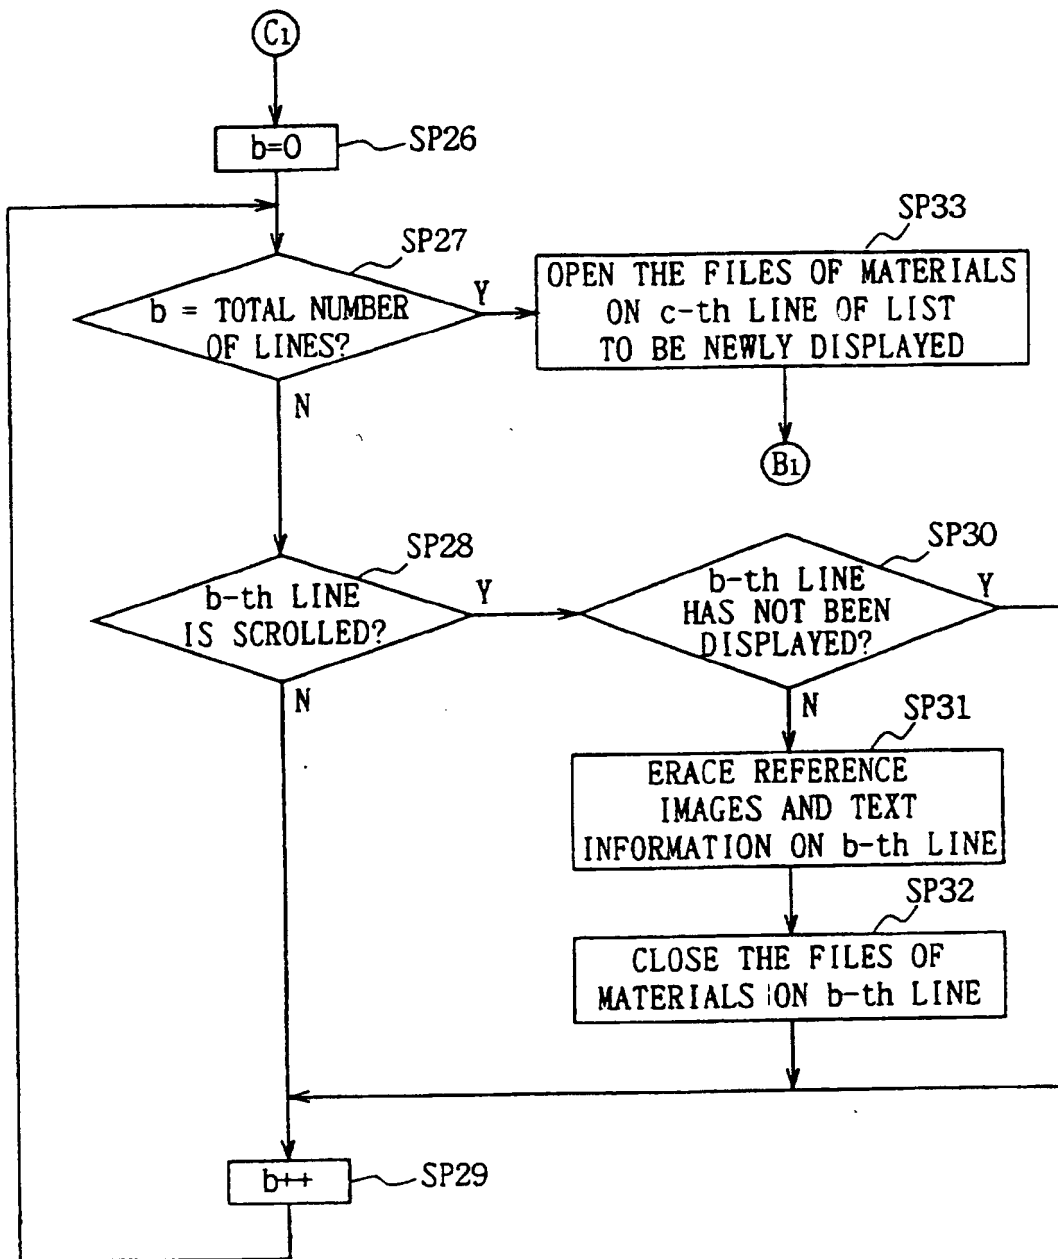 C1
b=0
SP26
SP27
b = TOTAL NUMBER
OF LINES?
Y
N
SP33
OPEN THE FILES OF MATERIALS
ON c-th LINE OF LIST
TO BE NEWLY DISPLAYED
B1
SP28
b-th LINE
IS SCROLLED?
Y
N
SP30
b-th LINE
HAS NOT BEEN
DISPLAYED?
Y
N
SP31
ERACE REFERENCE
IMAGES AND TEXT
INFORMATION ON b-th LINE
SP32
CLOSE THE FILES OF
MATERIALS ON b-th LINE
b++
SP29